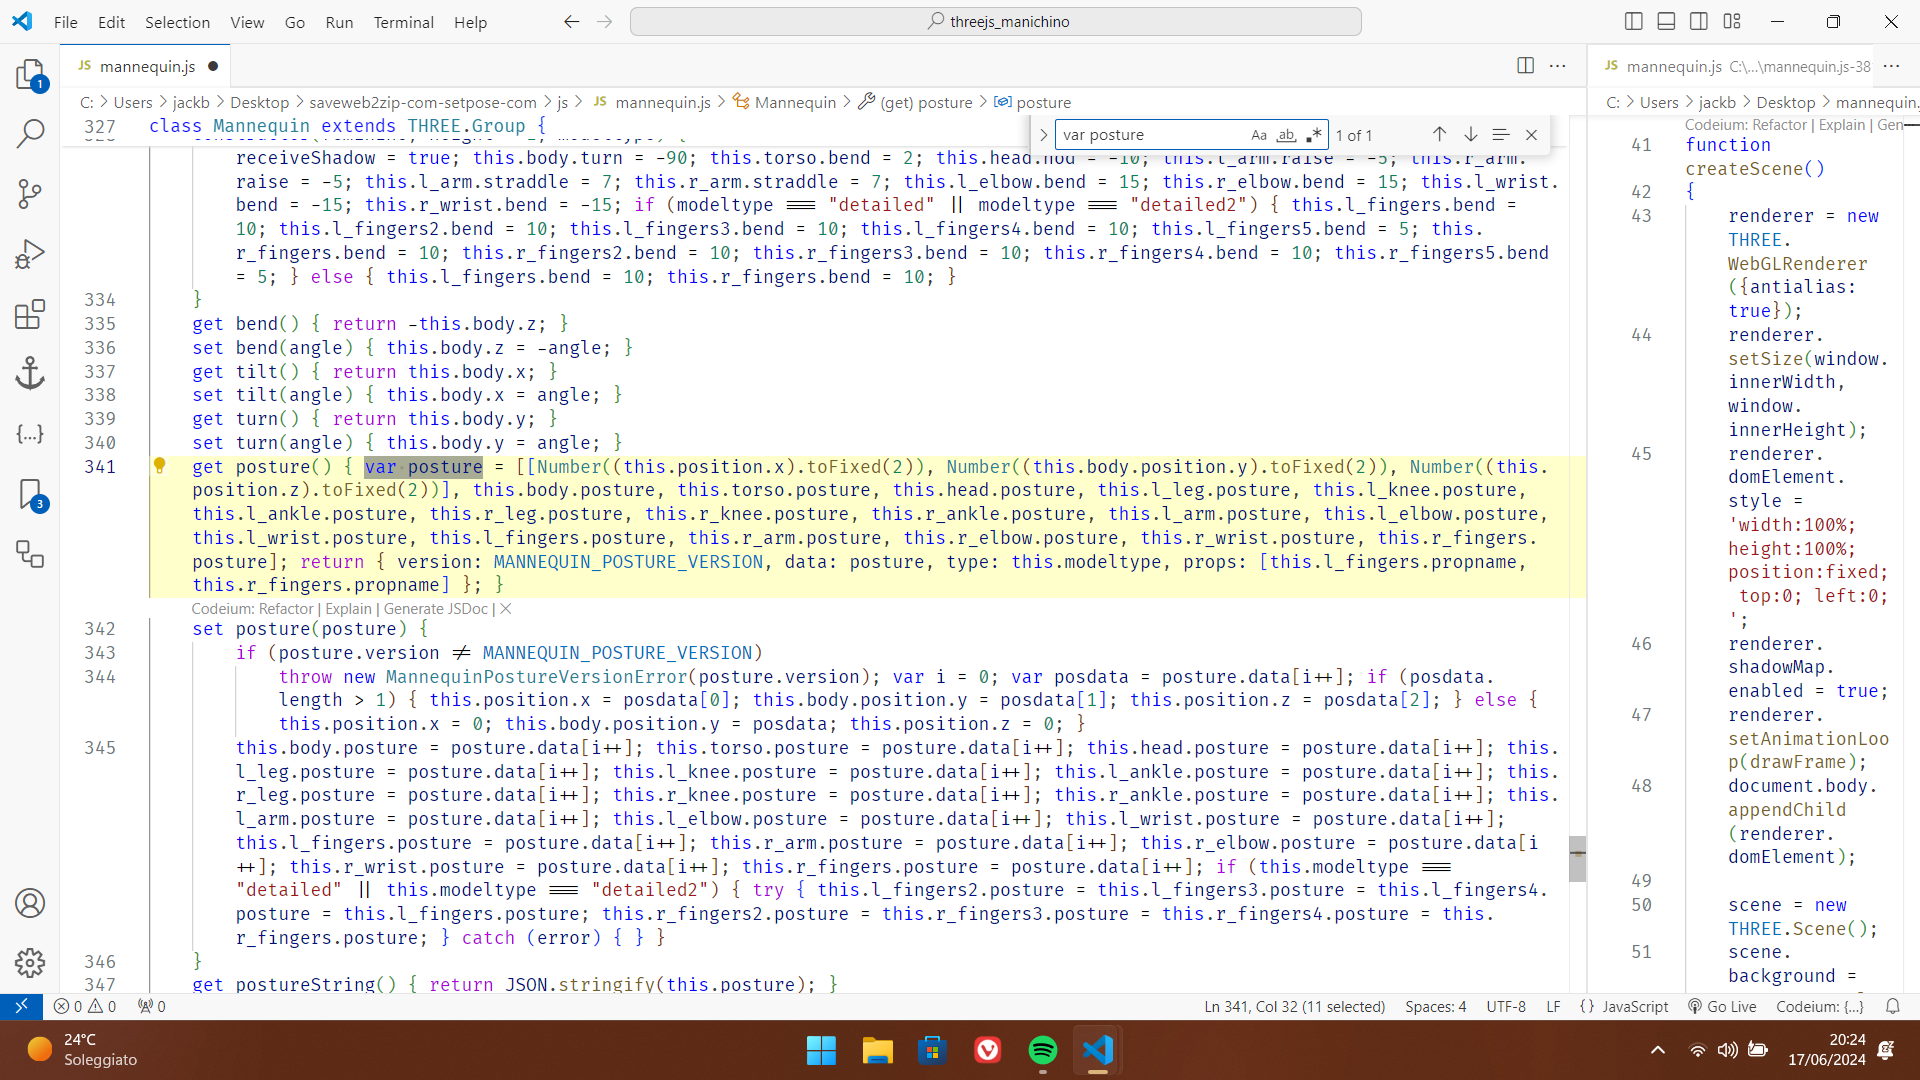 File Edit Selection View Go Run Terminal Help threejs_manichino
JS mannequin.js
JS mannequin.js C:\...\mannequin.js-38
C: Users jackb Desktop saveweb2zip-com-setpose-com js JS mannequin.js Mannequin (get) posture posture
C: Users jackb Desktop mannequin.
327 class Mannequin extends THREE.Group {
var posture Aa ab 1 of 1
receiveShadow = true; this.body.turn = -90; this.torso.bend = 2; this.head.nod = -10; this.l_arm.raise = -5; this.r_arm.
raise = -5; this.l_arm.straddle = 7; this.r_arm.straddle = 7; this.l_elbow.bend = 15; this.r_elbow.bend = 15; this.l_wrist.
bend = -15; this.r_wrist.bend = -15; if (modeltype === "detailed" || modeltype === "detailed2") { this.l_fingers.bend =
10; this.l_fingers2.bend = 10; this.l_fingers3.bend = 10; this.l_fingers4.bend = 10; this.l_fingers5.bend = 5; this.
r_fingers.bend = 10; this.r_fingers2.bend = 10; this.r_fingers3.bend = 10; this.r_fingers4.bend = 10; this.r_fingers5.bend
= 5; } else { this.l_fingers.bend = 10; this.r_fingers.bend = 10; }
334 }
335 get bend() { return -this.body.z; }
336 set bend(angle) { this.body.z = -angle; }
337 get tilt() { return this.body.x; }
338 set tilt(angle) { this.body.x = angle; }
339 get turn() { return this.body.y; }
340 set turn(angle) { this.body.y = angle; }
341 get posture() { var posture = [[Number((this.position.x).toFixed(2)), Number((this.body.position.y).toFixed(2)), Number((this.
position.z).toFixed(2))], this.body.posture, this.torso.posture, this.head.posture, this.l_leg.posture, this.l_knee.posture,
this.l_ankle.posture, this.r_leg.posture, this.r_knee.posture, this.r_ankle.posture, this.l_arm.posture, this.l_elbow.posture,
this.l_wrist.posture, this.l_fingers.posture, this.r_arm.posture, this.r_elbow.posture, this.r_wrist.posture, this.r_fingers.
posture]; return { version: MANNEQUIN_POSTURE_VERSION, data: posture, type: this.modeltype, props: [this.l_fingers.propname,
this.r_fingers.propname] }; }
Codeium: Refactor | Explain | Generate JSDoc | X
342 set posture(posture) {
343 if (posture.version != MANNEQUIN_POSTURE_VERSION)
344 throw new MannequinPostureVersionError(posture.version); var i = 0; var posdata = posture.data[i++]; if (posdata.
length > 1) { this.position.x = posdata[0]; this.body.position.y = posdata[1]; this.position.z = posdata[2]; } else {
this.position.x = 0; this.body.position.y = posdata; this.position.z = 0; }
345 this.body.posture = posture.data[i++]; this.torso.posture = posture.data[i++]; this.head.posture = posture.data[i++]; this.
l_leg.posture = posture.data[i++]; this.l_knee.posture = posture.data[i++]; this.l_ankle.posture = posture.data[i++]; this.
r_leg.posture = posture.data[i++]; this.r_knee.posture = posture.data[i++]; this.r_ankle.posture = posture.data[i++]; this.
l_arm.posture = posture.data[i++]; this.l_elbow.posture = posture.data[i++]; this.l_wrist.posture = posture.data[i++];
this.l_fingers.posture = posture.data[i++]; this.r_arm.posture = posture.data[i++]; this.r_elbow.posture = posture.data[i
++]; this.r_wrist.posture = posture.data[i++]; this.r_fingers.posture = posture.data[i++]; if (this.modeltype ===
"detailed" || this.modeltype === "detailed2") { try { this.l_fingers2.posture = this.l_fingers3.posture = this.l_fingers4.
posture = this.l_fingers.posture; this.r_fingers2.posture = this.r_fingers3.posture = this.r_fingers4.posture = this.
r_fingers.posture; } catch (error) { } }
346 }
347 get postureString() { return JSON.stringify(this.posture); }
Codeium: Refactor | Explain | Gen
41 function
createScene()
42 {
43 renderer = new
THREE.
WebGLRenderer
({antialias:
true});
44 renderer.
setSize(window.
innerWidth,
window.
innerHeight);
45 renderer.
domElement.
style =
'width:100%;
height:100%;
position:fixed;
top:0; left:0;
';
46 renderer.
shadowMap.
enabled = true;
47 renderer.
setAnimationLoo
p(drawFrame);
48 document.body.
appendChild
(renderer.
domElement);
49
50 scene = new
THREE.Scene();
51 scene.
background =
1
3
0 0 0 Ln 341, Col 32 (11 selected) Spaces: 4 UTF-8 LF {} JavaScript Go Live Codeium: {...}
24°C
Soleggiato
20:24
17/06/2024